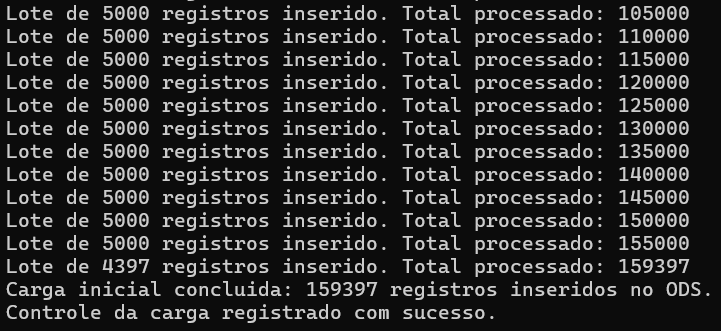 Lote de 5000 registros inserido. Total processado: 105000
Lote de 5000 registros inserido. Total processado: 110000
Lote de 5000 registros inserido. Total processado: 115000
Lote de 5000 registros inserido. Total processado: 120000
Lote de 5000 registros inserido. Total processado: 125000
Lote de 5000 registros inserido. Total processado: 130000
Lote de 5000 registros inserido. Total processado: 135000
Lote de 5000 registros inserido. Total processado: 140000
Lote de 5000 registros inserido. Total processado: 145000
Lote de 5000 registros inserido. Total processado: 150000
Lote de 5000 registros inserido. Total processado: 155000
Lote de 4397 registros inserido. Total processado: 159397
Carga inicial concluida: 159397 registros inseridos no ODS.
Controle da carga registrado com sucesso.